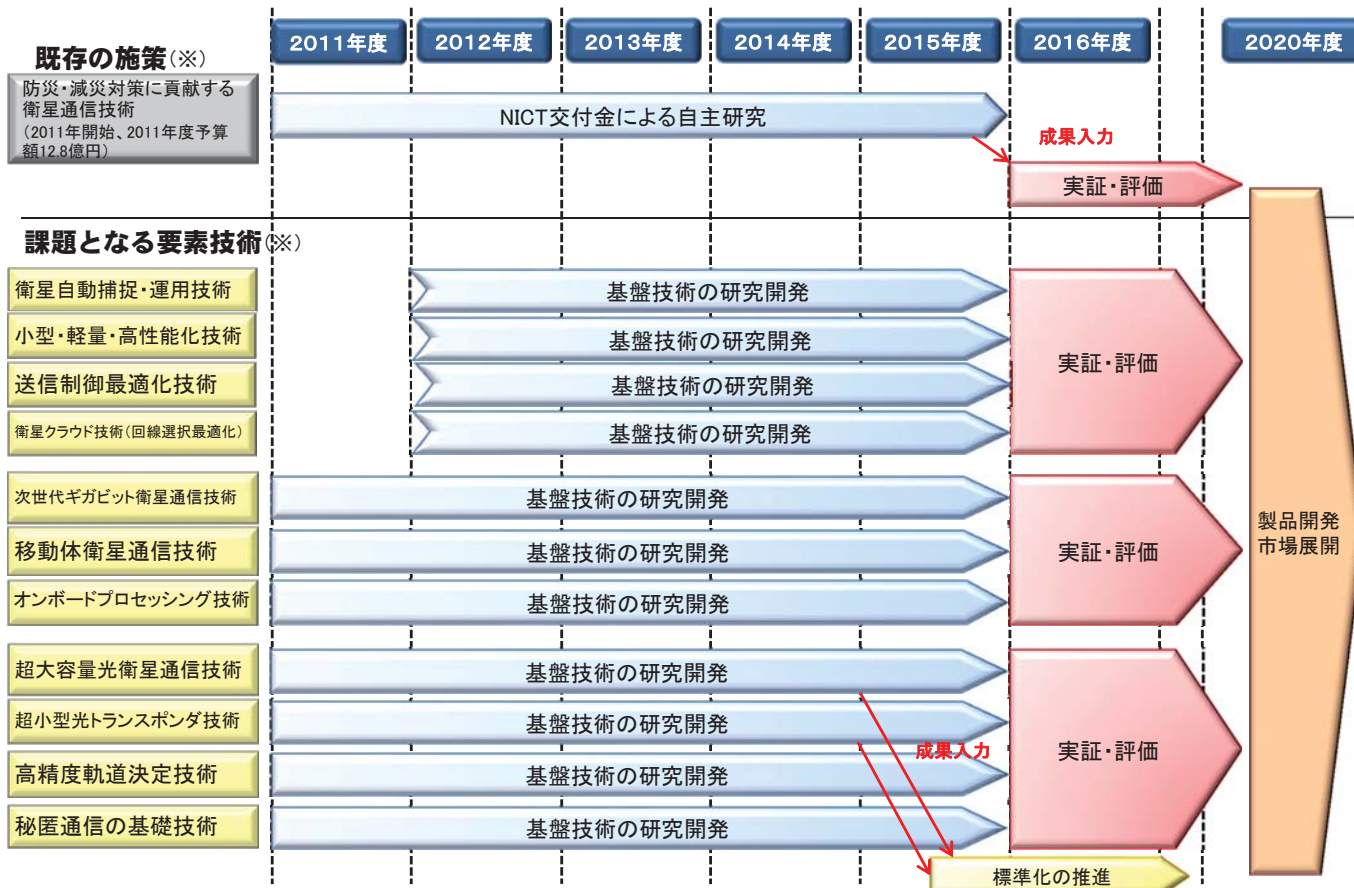 2011年度
2012年度
2013年度
2014年度
2015年度
2016年度
2020年度
既存の施策(※)
防災・減災対策に貢献する
衛星通信技術
(2011年開始、2011年度予算
額12.8億円)
NICT交付金による自主研究
成果入力
実証・評価
課題となる要素技術(※)
衛星自動捕捉・運用技術
基盤技術の研究開発
小型・軽量・高性能化技術
基盤技術の研究開発
送信制御最適化技術
基盤技術の研究開発
衛星クラウド技術(回線選択最適化)
基盤技術の研究開発
実証・評価
次世代ギガビット衛星通信技術
基盤技術の研究開発
移動体衛星通信技術
基盤技術の研究開発
オンボードプロセッシング技術
基盤技術の研究開発
実証・評価
製品開発
市場展開
超大容量光衛星通信技術
基盤技術の研究開発
超小型光トランスポンダ技術
基盤技術の研究開発
成果入力
高精度軌道決定技術
基盤技術の研究開発
秘匿通信の基礎技術
基盤技術の研究開発
実証・評価
標準化の推進